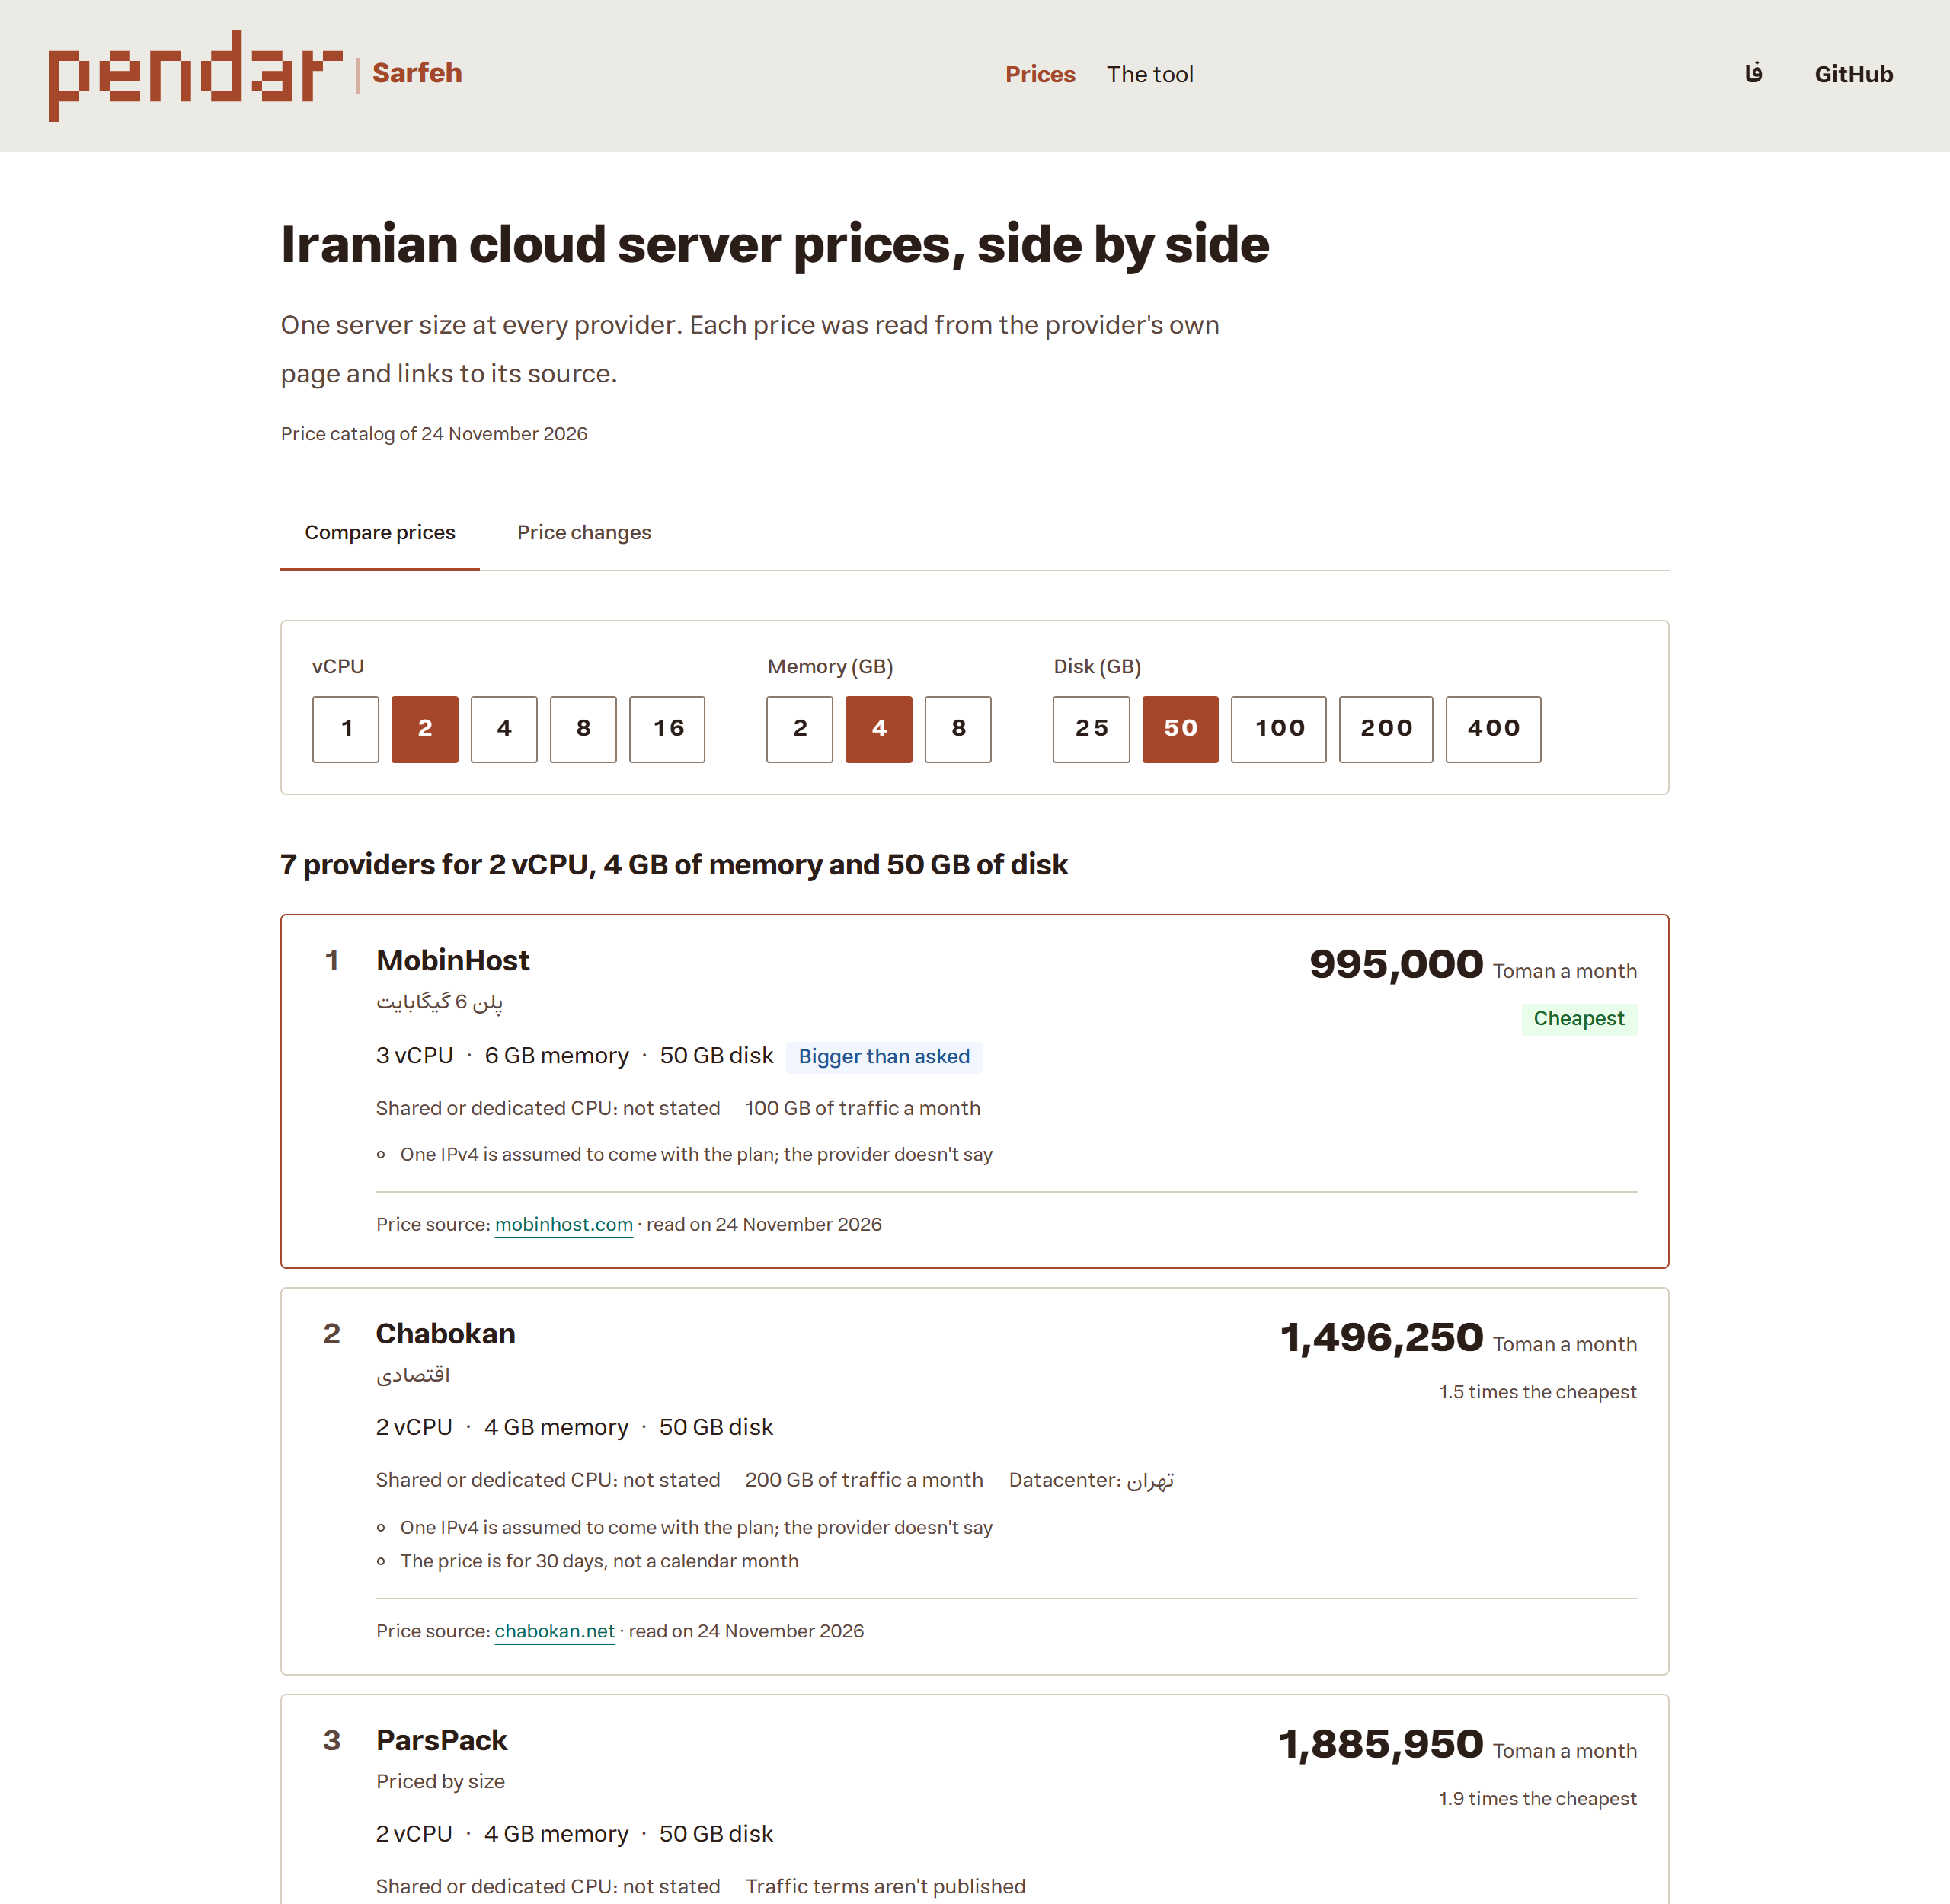 pendar | Sarfeh
Prices
The tool
فا
GitHub
Iranian cloud server prices, side by side
One server size at every provider. Each price was read from the provider's own
page and links to its source.
Price catalog of 24 November 2026
Compare prices
Price changes
vCPU
1 2 4 8 16
Memory (GB)
2 4 8
Disk (GB)
25 50 100 200 400
7 providers for 2 vCPU, 4 GB of memory and 50 GB of disk
1 MobinHost
995,000 Toman a month
پلن 6 گیگابایت
Cheapest
3 vCPU · 6 GB memory · 50 GB disk Bigger than asked
Shared or dedicated CPU: not stated 100 GB of traffic a month
One IPv4 is assumed to come with the plan; the provider doesn't say
Price source: mobinhost.com · read on 24 November 2026
2 Chabokan
1,496,250 Toman a month
اقتصادی
1.5 times the cheapest
2 vCPU · 4 GB memory · 50 GB disk
Shared or dedicated CPU: not stated 200 GB of traffic a month Datacenter: تهران
One IPv4 is assumed to come with the plan; the provider doesn't say
The price is for 30 days, not a calendar month
Price source: chabokan.net · read on 24 November 2026
3 ParsPack
1,885,950 Toman a month
Priced by size
1.9 times the cheapest
2 vCPU · 4 GB memory · 50 GB disk
Shared or dedicated CPU: not stated Traffic terms aren't published